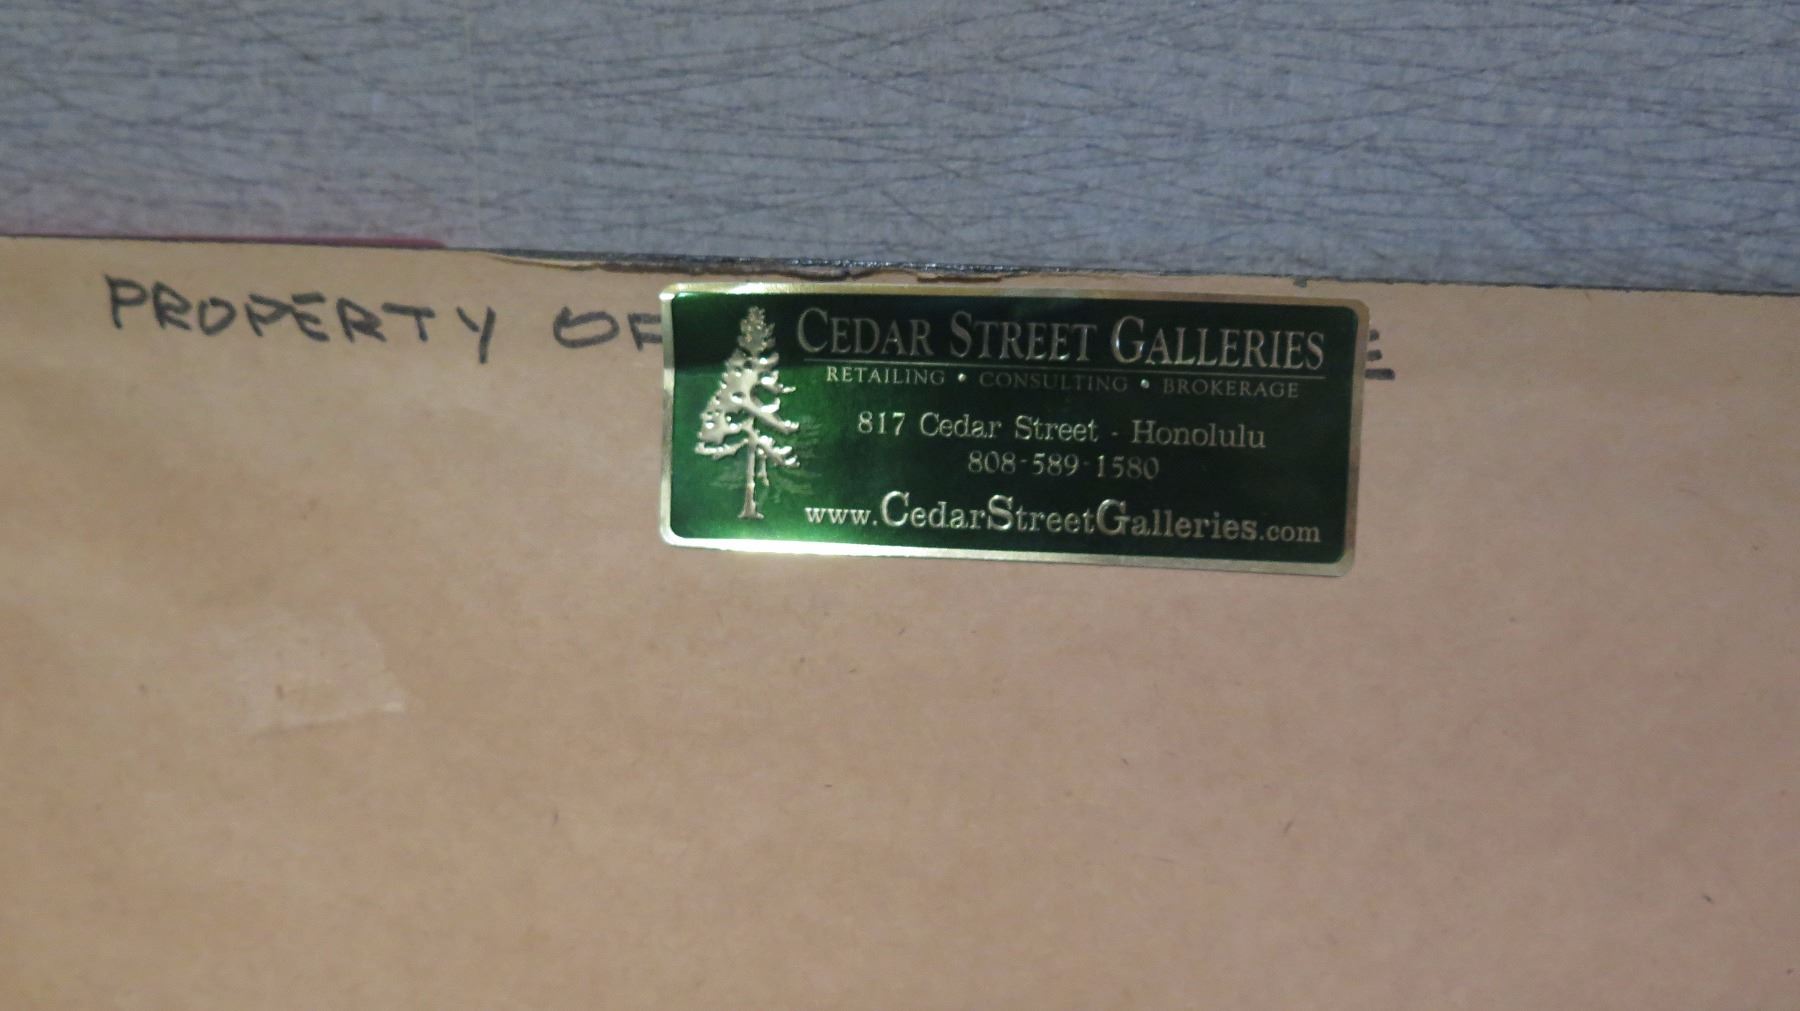 PROPERTY OF
CEDAR STREET GALLERIES
RETAILING • CONSULTING • BROKERAGE
817 Cedar Street - Honolulu
808-589-1580
www.CedarStreetGalleries.com